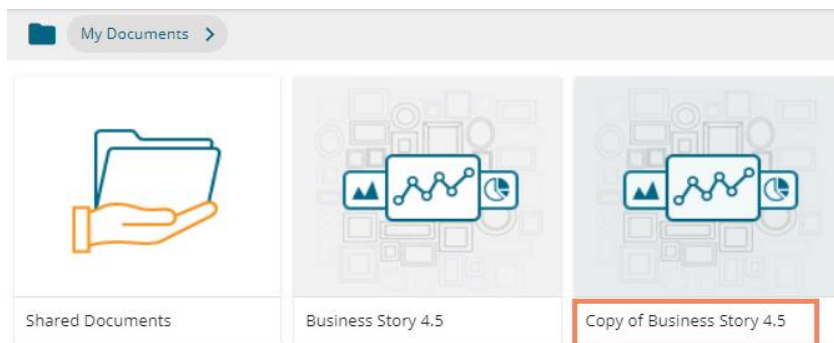 My Documents
Shared Documents
Business Story 4.5
Copy of Business Story 4.5